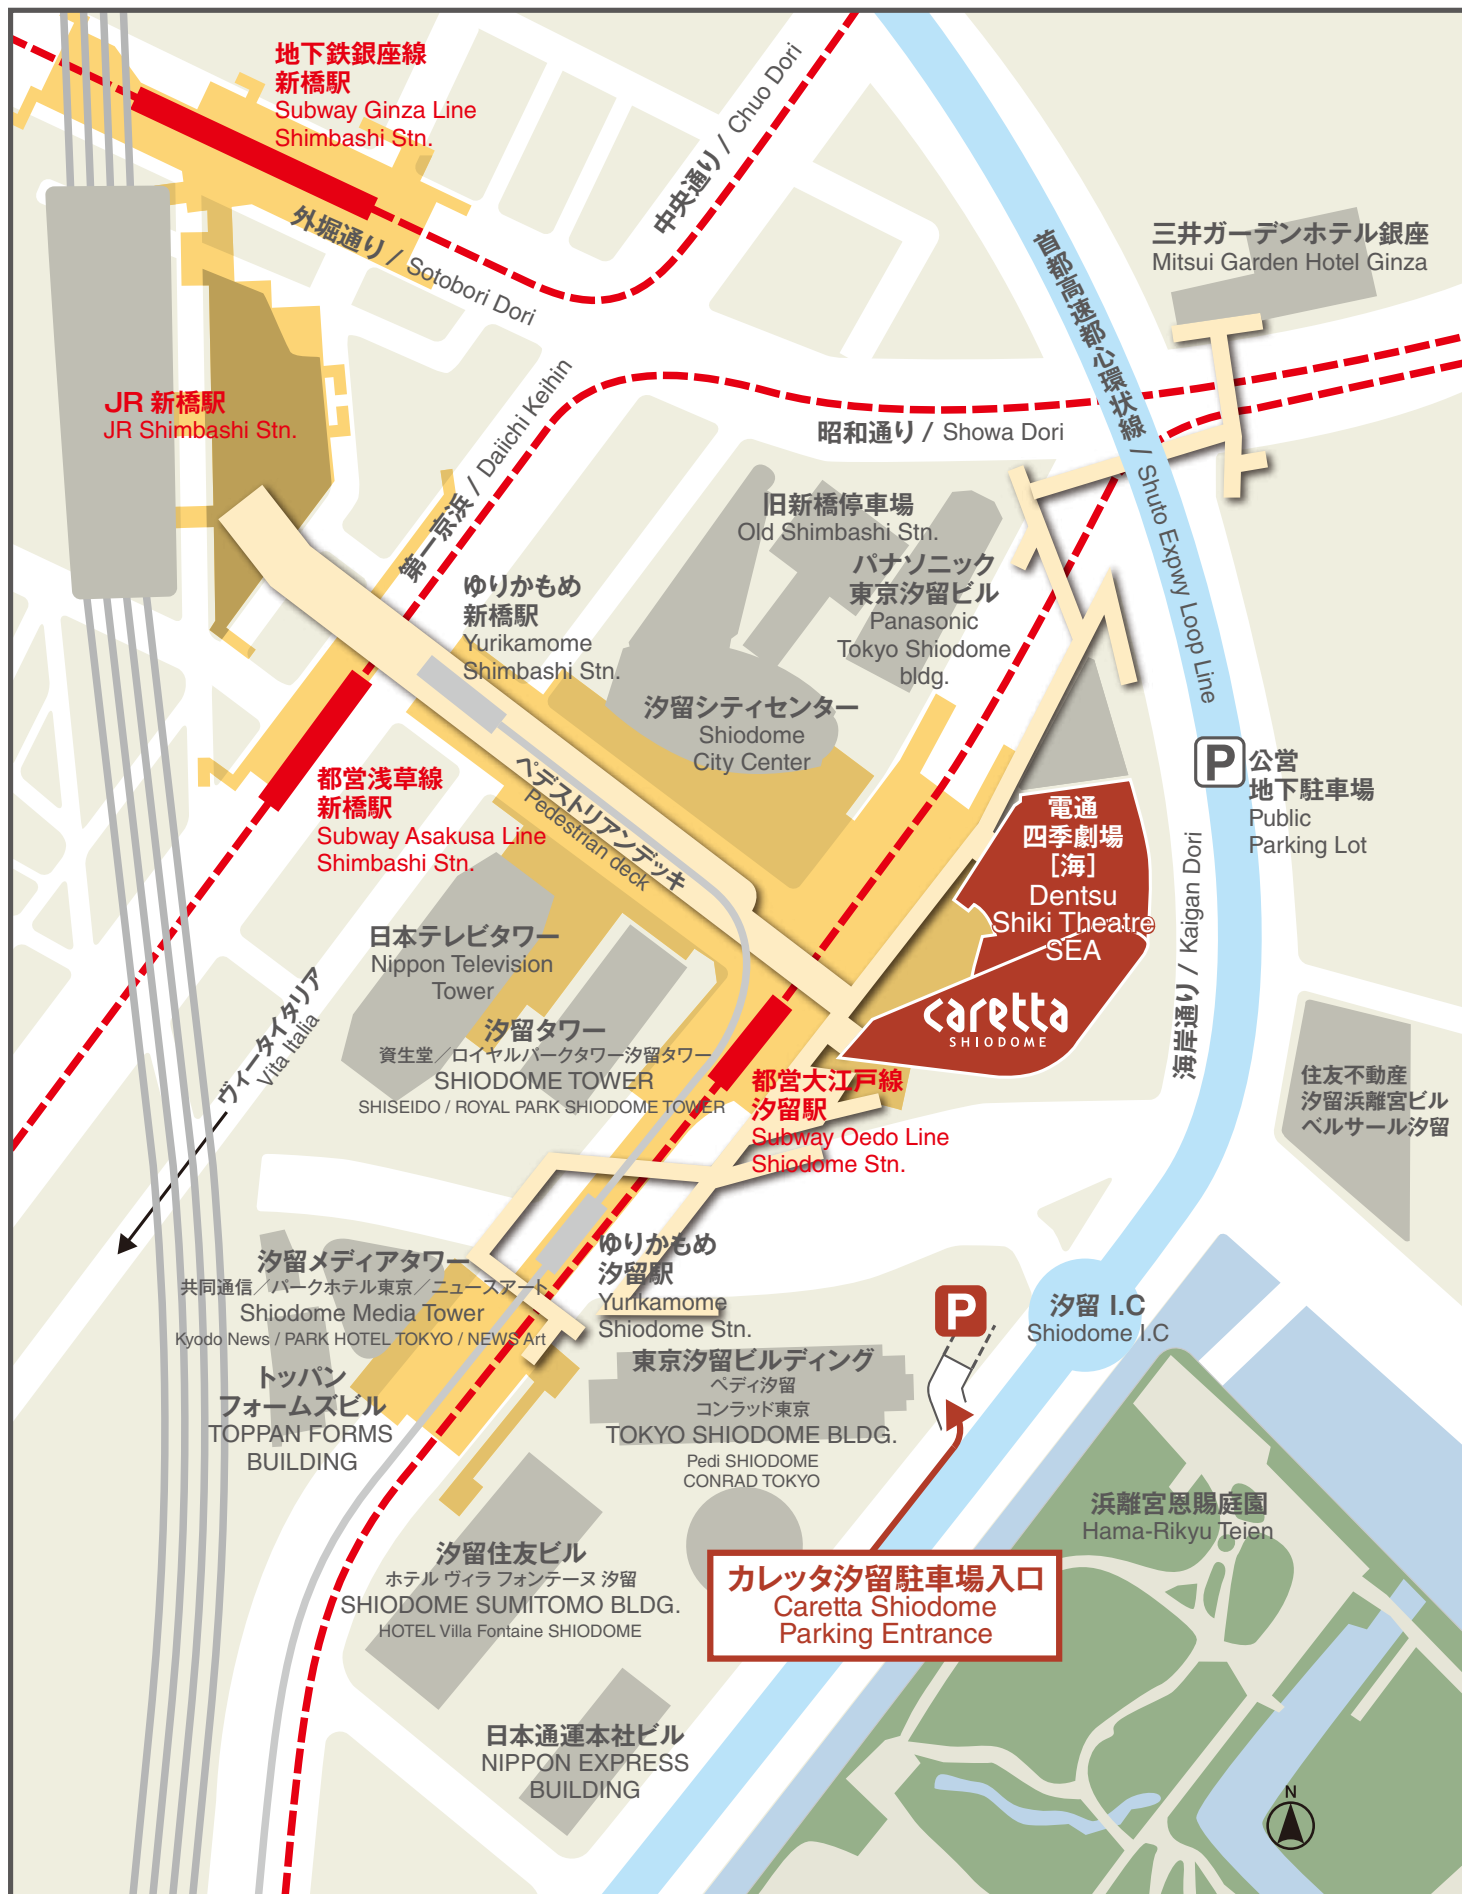 地下鉄銀座線
新橋駅
Subway Ginza Line
Shimbashi Stn.
中央通り / Chuo Dori
外堀通り / Sotobori Dori
三井ガーデンホテル銀座
Mitsui Garden Hotel Ginza
首都高速都心環状線 / Shuto Expwy Loop Line
JR 新橋駅
JR Shimbashi Stn.
第一京浜 / Daiichi Keihin
昭和通り / Showa Dori
旧新橋停車場
Old Shimbashi Stn.
パナソニック
東京汐留ビル
Panasonic
Tokyo Shiodome
bldg.
ゆりかもめ
新橋駅
Yurikamome
Shimbashi Stn.
汐留シティセンター
Shiodome
City Center
P
公営
地下駐車場
Public
Parking Lot
都営浅草線
新橋駅
Subway Asakusa Line
Shimbashi Stn.
ペデストリアンデッキ
Pedestrian deck
電通
四季劇場
[海]
Dentsu
Shiki Theatre
SEA
caretta
SHIODOME
海岸通り / Kaigan Dori
日本テレビタワー
Nippon Television
Tower
ヴィータイタリア
Vita Italia
汐留タワー
資生堂／ロイヤルパークタワー汐留タワー
SHIODOME TOWER
SHISEIDO / ROYAL PARK SHIODOME TOWER
都営大江戸線
汐留駅
Subway Oedo Line
Shiodome Stn.
住友不動産
汐留浜離宮ビル
ベルサール汐留
汐留メディアタワー
共同通信／パークホテル東京／ニュースアート
Shiodome Media Tower
Kyodo News / PARK HOTEL TOKYO / NEWS Art
ゆりかもめ
汐留駅
Yurikamome
Shiodome Stn.
P
汐留 I.C
Shiodome I.C
トッパン
フォームズビル
TOPPAN FORMS
BUILDING
東京汐留ビルディング
ペディ汐留
コンラッド東京
TOKYO SHIODOME BLDG.
Pedi SHIODOME
CONRAD TOKYO
浜離宮恩賜庭園
Hama-Rikyu Teien
汐留住友ビル
ホテル ヴィラ フォンテーヌ 汐留
SHIODOME SUMITOMO BLDG.
HOTEL Villa Fontaine SHIODOME
カレッタ汐留駐車場入口
Caretta Shiodome
Parking Entrance
日本通運本社ビル
NIPPON EXPRESS
BUILDING
N